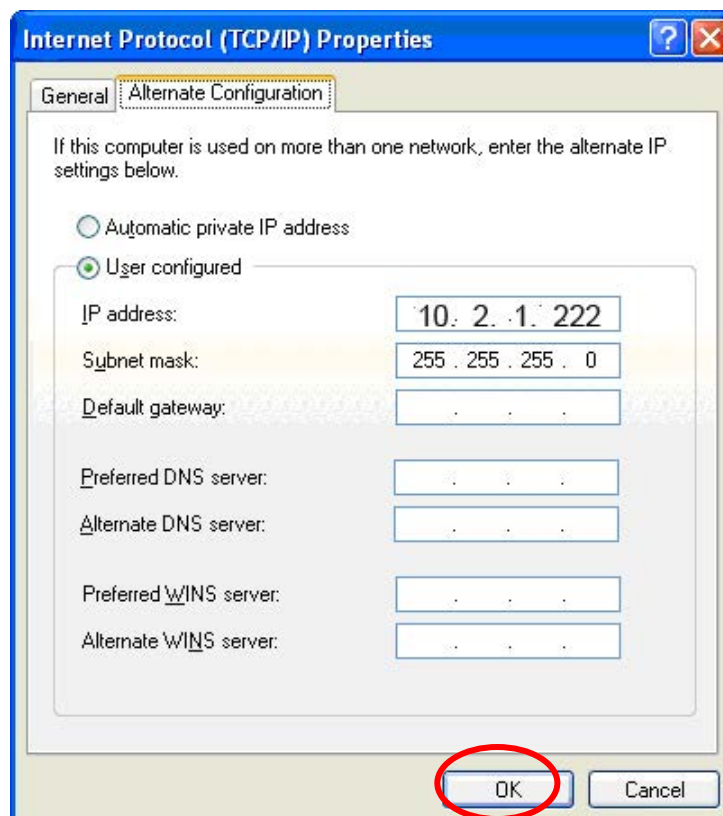 Internet Protocol (TCP/IP) Properties
General Alternate Configuration
If this computer is used on more than one network, enter the alternate IP
settings below.
Automatic private IP address
User configured
IP address: 10. 2. 1. 222
Subnet mask: 255 . 255 . 255 . 0
Default gateway: . . .
Preferred DNS server: . . .
Alternate DNS server: . . .
Preferred WINS server: . . .
Alternate WINS server: . . .
OK Cancel